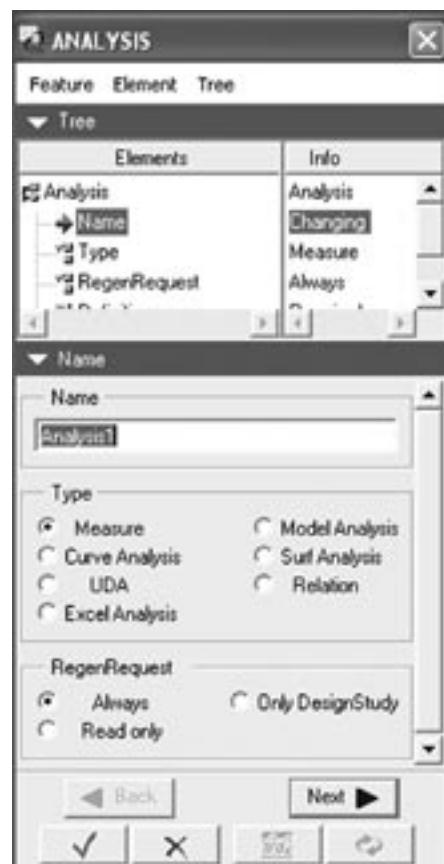 ANALYSIS
Feature Element Tree
Tree
Elements Info
Analysis Analysis
Name Changing
Type Measure
RegenRequest Always
Name
Name
Analysis1
Type
Measure Model Analysis
Curve Analysis Surf Analysis
UDA Relation
Excel Analysis
RegenRequest
Always Only DesignStudy
Read only
Back Next